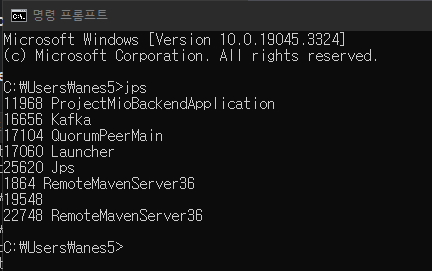 명령 프롬프트
Microsoft Windows [Version 10.0.19045.3324]
(c) Microsoft Corporation. All rights reserved.
C:₩Users₩anes5>jps
11968 ProjectMioBackendApplication
16656 Kafka
17104 QuorumPeerMain
17060 Launcher
25620 Jps
1864 RemoteMavenServer36
19548
22748 RemoteMavenServer36
C:₩Users₩anes5>